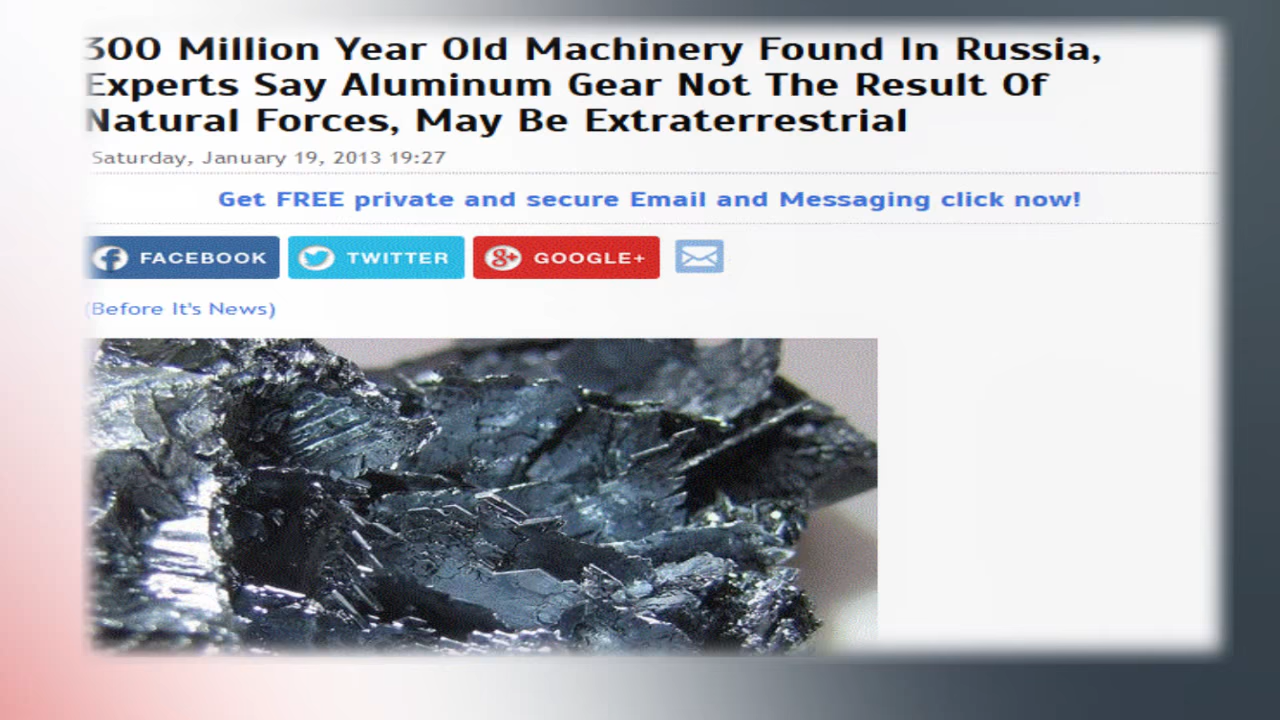 300 Million Year Old Machinery Found In Russia,
Experts Say Aluminum Gear Not The Result Of
Natural Forces, May Be Extraterrestrial
Saturday, January 19, 2013 19:27
Get FREE private and secure Email and Messaging click now!
FACEBOOK TWITTER GOOGLE+
(Before It's News)